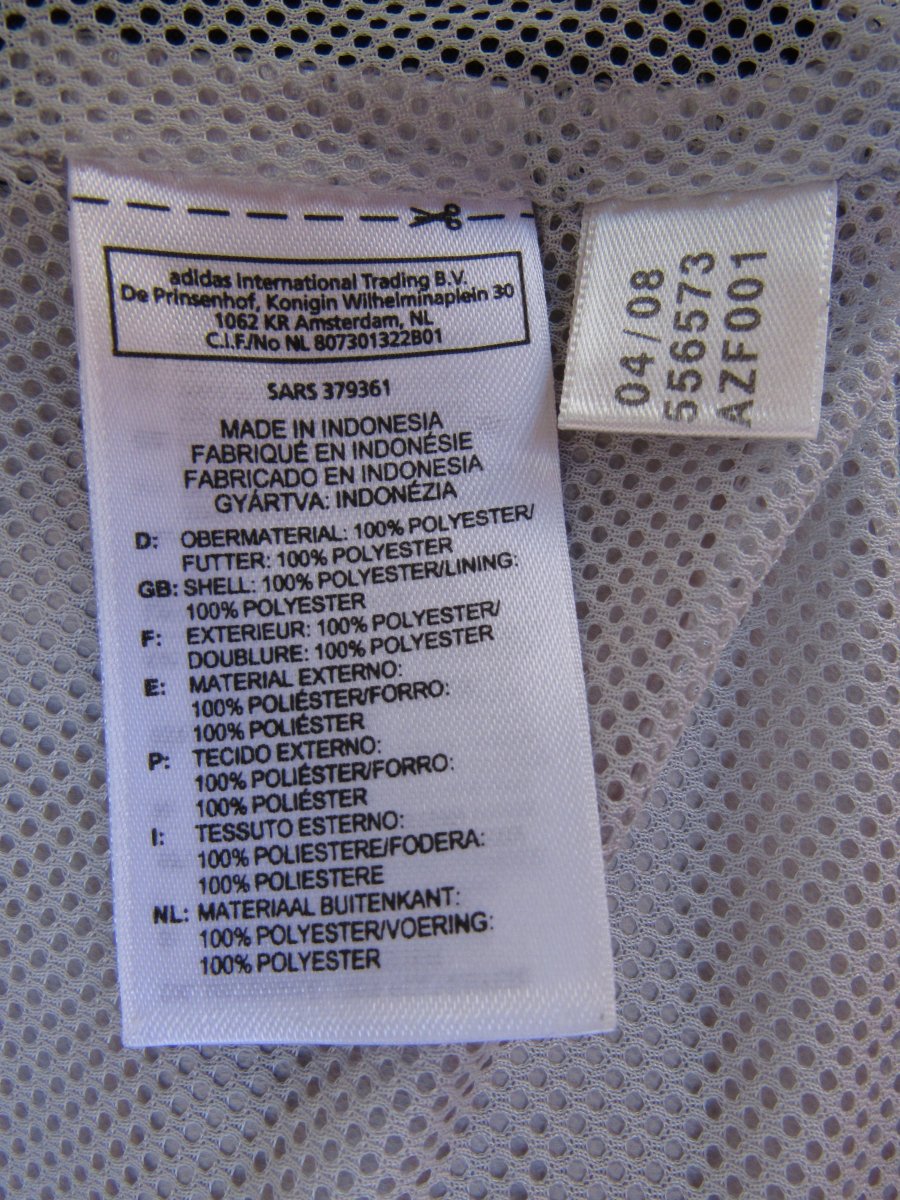 adidas International Trading B.V.
De Prinsenhof, Konigin Wilhelminaplein 30
1062 KR Amsterdam, NL
C.I.F./No NL 807301322B01
SARS 379361
MADE IN INDONESIA
FABRIQUÉ EN INDONÉSIE
FABRICADO EN INDONESIA
GYÁRTVA: INDONÉZIA
D: OBERMATERIAL: 100% POLYESTER/
FUTTER: 100% POLYESTER
GB: SHELL: 100% POLYESTER/LINING:
100% POLYESTER
F: EXTERIEUR: 100% POLYESTER/
DOUBLURE: 100% POLYESTER
E: MATERIAL EXTERNO:
100% POLIÉSTER/FORRO:
100% POLIÉSTER
P: TECIDO EXTERNO:
100% POLIÉSTER/FORRO:
100% POLIÉSTER
I: TESSUTO ESTERNO:
100% POLIESTERE/FODERA:
100% POLIESTERE
NL: MATERIAAL BUITENKANT:
100% POLYESTER/VOERING:
100% POLYESTER
04/08
556573
AZF001